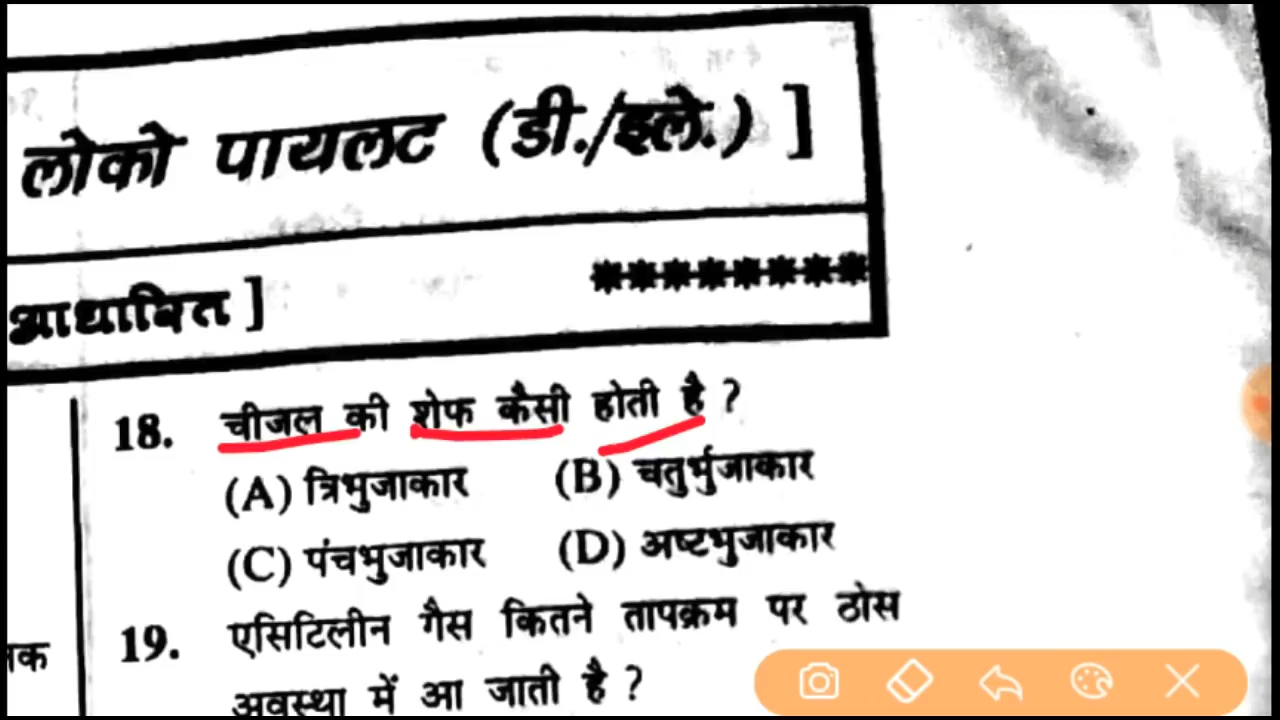 लोको पायलट (डी./इले.) ]
आधारित ] ********
18. चीजल की शेफ कैसी होती है ?
(A) त्रिभुजाकार (B) चतुर्भुजाकार
(C) पंचभुजाकार (D) अष्टभुजाकार
19. एसिटिलीन गैस कितने तापक्रम पर ठोस
अवस्था में आ जाती है ?